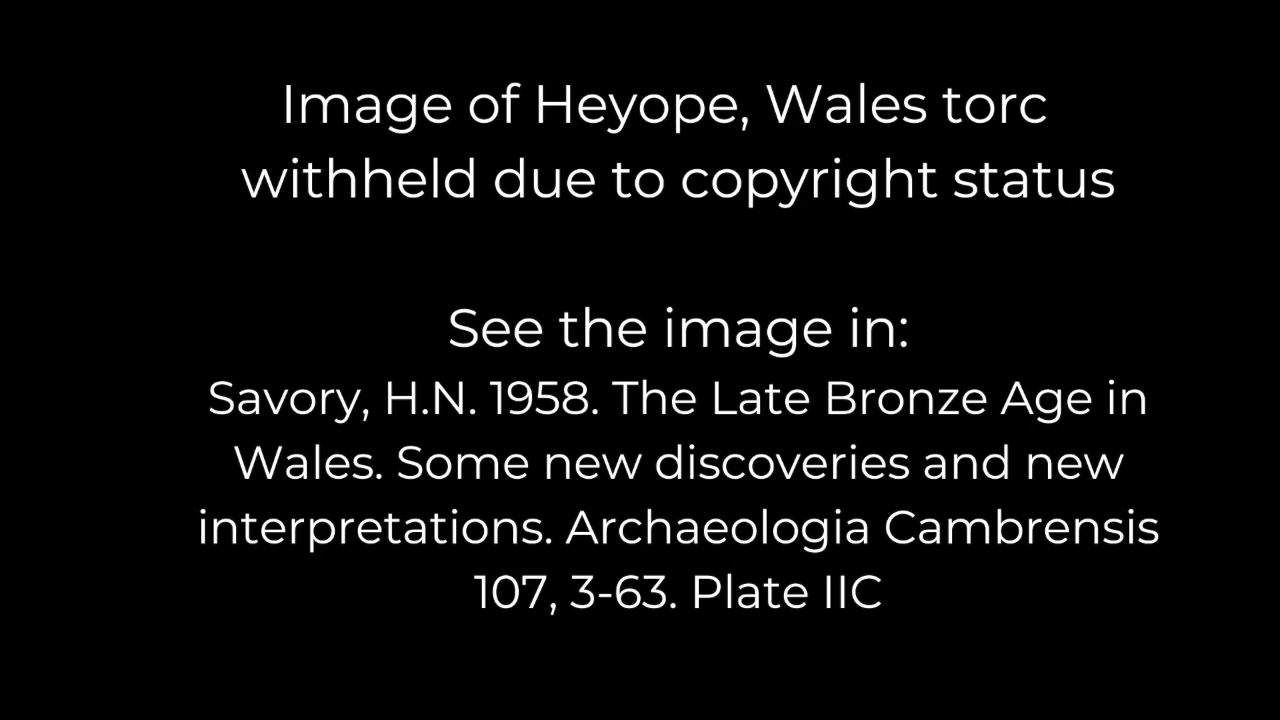 Image of Heyope, Wales torc
withheld due to copyright status
See the image in:
Savory, H.N. 1958. The Late Bronze Age in
Wales. Some new discoveries and new
interpretations. Archaeologia Cambrensis
107, 3-63. Plate IIC